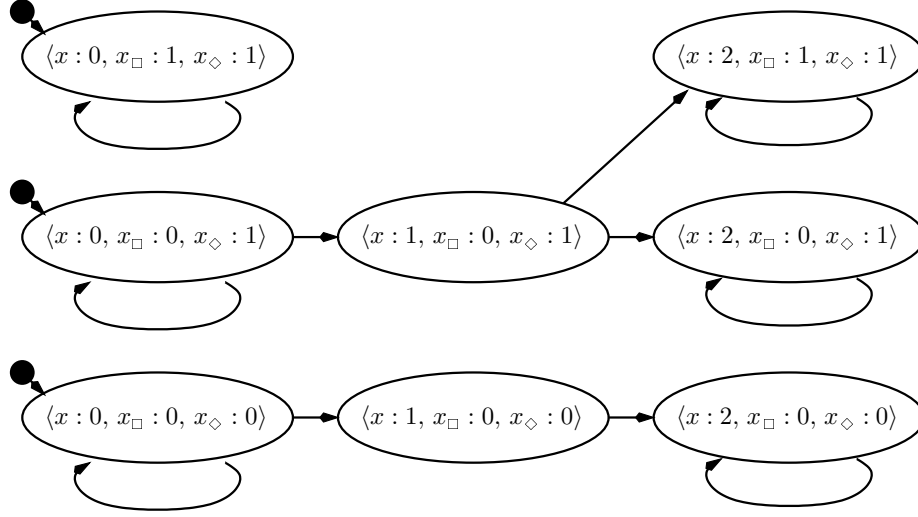 ⟨x : 0, x□ : 1, x◇ : 1⟩ ⟨x : 2, x□ : 1, x◇ : 1⟩
⟨x : 0, x□ : 0, x◇ : 1⟩ ⟨x : 1, x□ : 0, x◇ : 1⟩ ⟨x : 2, x□ : 0, x◇ : 1⟩
⟨x : 0, x□ : 0, x◇ : 0⟩ ⟨x : 1, x□ : 0, x◇ : 0⟩ ⟨x : 2, x□ : 0, x◇ : 0⟩